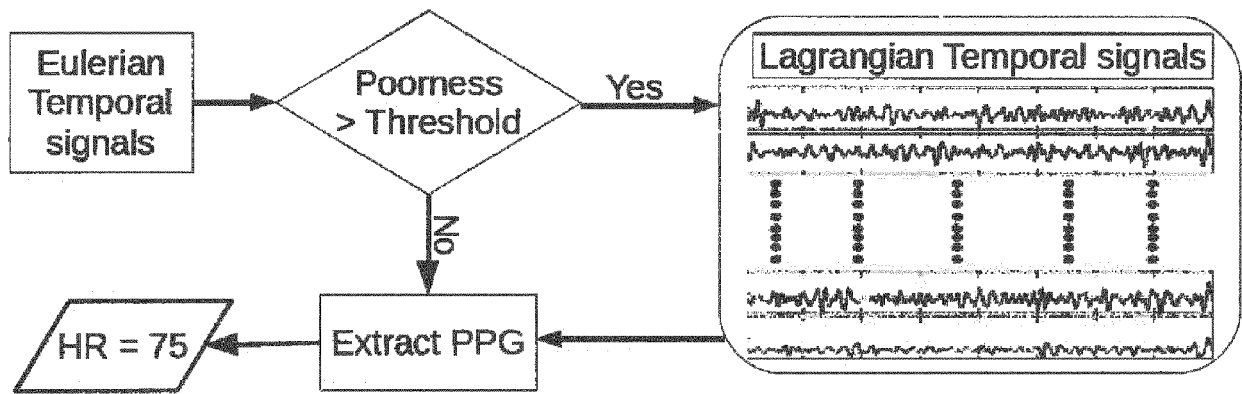 Eulerian
Temporal
signals
Poorness
> Threshold
Yes
Lagrangian Temporal signals
No
Extract PPG
HR = 75